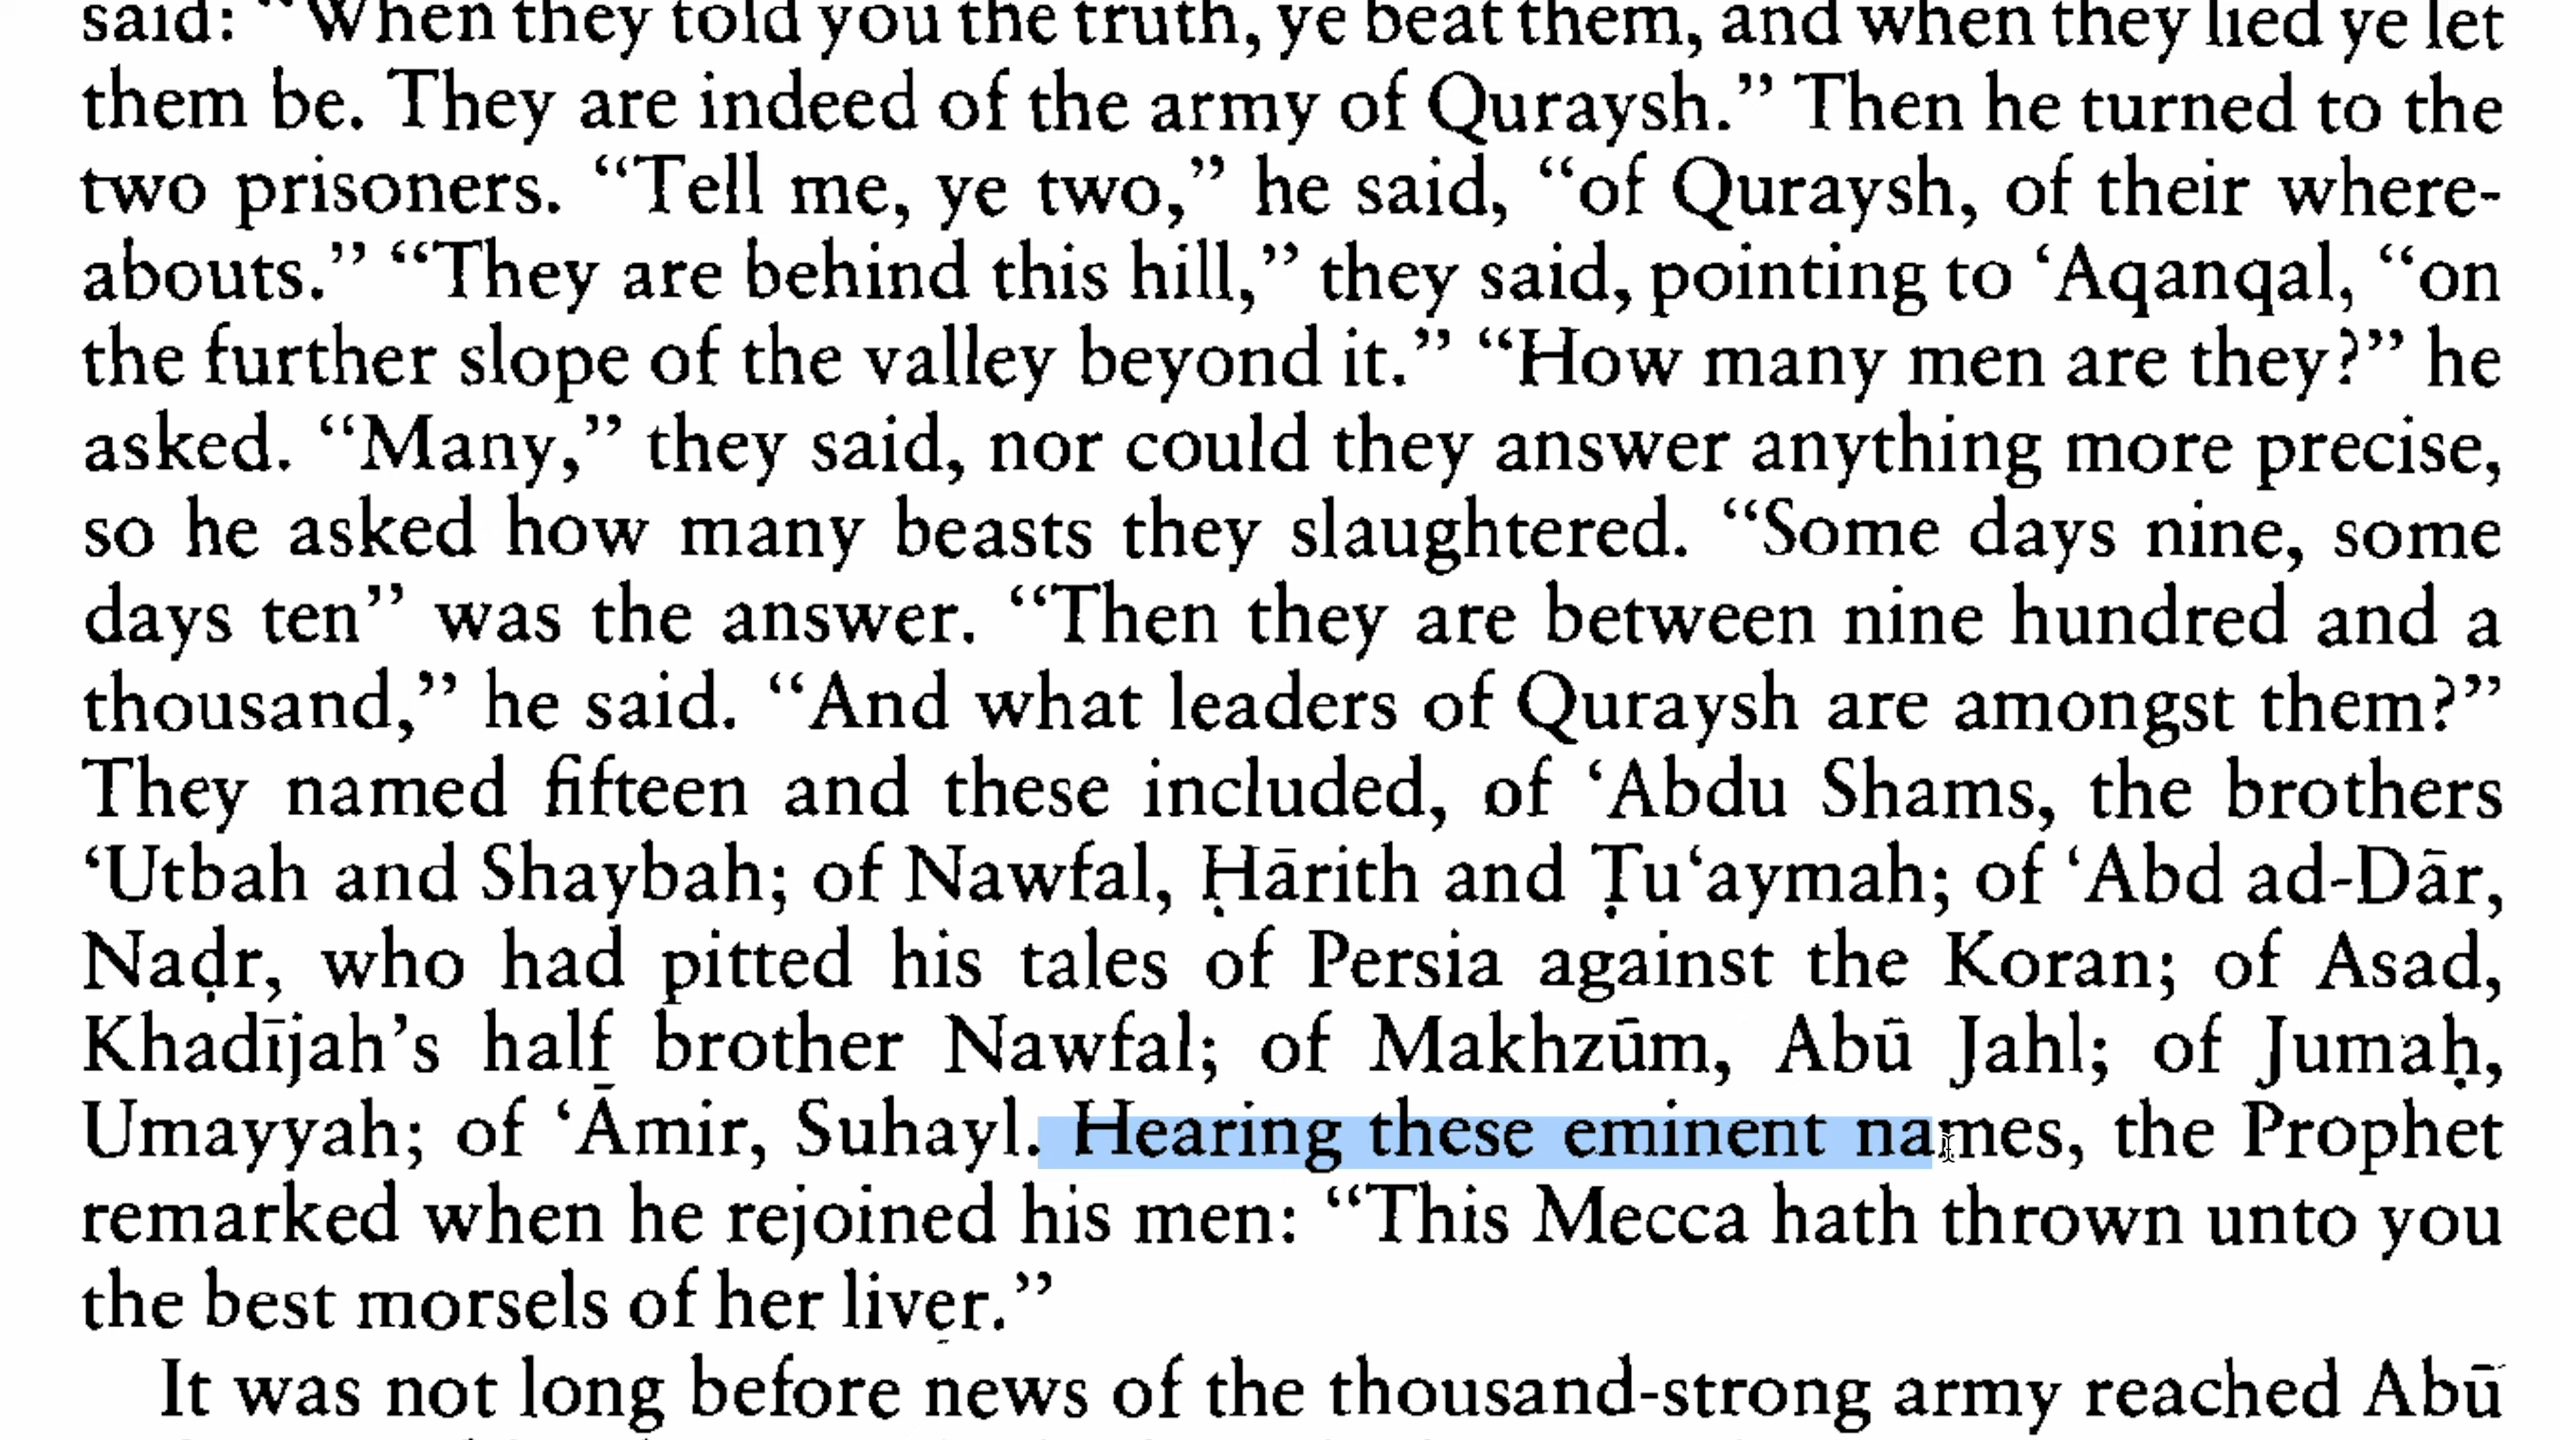 said: “When they told you the truth, ye beat them, and when they lied ye let
them be. They are indeed of the army of Quraysh.” Then he turned to the
two prisoners. “Tell me, ye two,” he said, “of Quraysh, of their where-
abouts.” “They are behind this hill,” they said, pointing to ‘Aqanqal, “on
the further slope of the valley beyond it.” “How many men are they?” he
asked. “Many,” they said, nor could they answer anything more precise,
so he asked how many beasts they slaughtered. “Some days nine, some
days ten” was the answer. “Then they are between nine hundred and a
thousand,” he said. “And what leaders of Quraysh are amongst them?”
They named fifteen and these included, of ‘Abdu Shams, the brothers
‘Utbah and Shaybah; of Nawfal, Ḥārith and Ṭu‘aymah; of ‘Abd ad-Dār,
Naḍr, who had pitted his tales of Persia against the Koran; of Asad,
Khadījah’s half brother Nawfal; of Makhzūm, Abū Jahl; of Jumaḥ,
Umayyah; of ‘Āmir, Suhayl. Hearing these eminent names, the Prophet
remarked when he rejoined his men: “This Mecca hath thrown unto you
the best morsels of her liver.”
It was not long before news of the thousand-strong army reached Abū